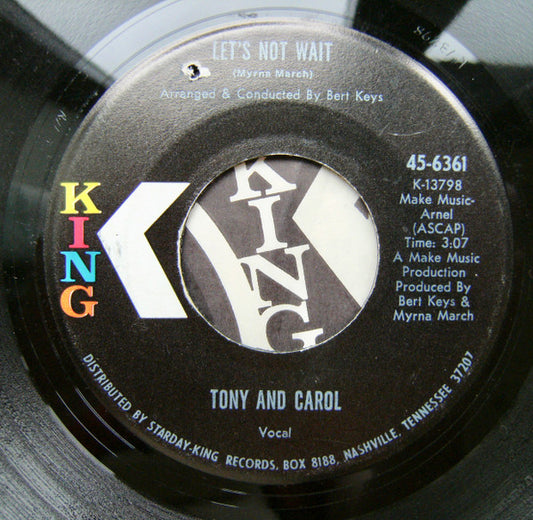 LET'S NOT WAIT
(Myrna March)
Arranged & Conducted By Bert Keys
KING
45-6361
K-13798
Make Music-
Arnel
(ASCAP)
Time: 3:07
A Make Music
Production
Produced By
Bert Keys &
Myrna March
KING
TONY AND CAROL
Vocal
DISTRIBUTED BY STARDAY-KING RECORDS, BOX 8188, NASHVILLE, TENNESSEE 37207